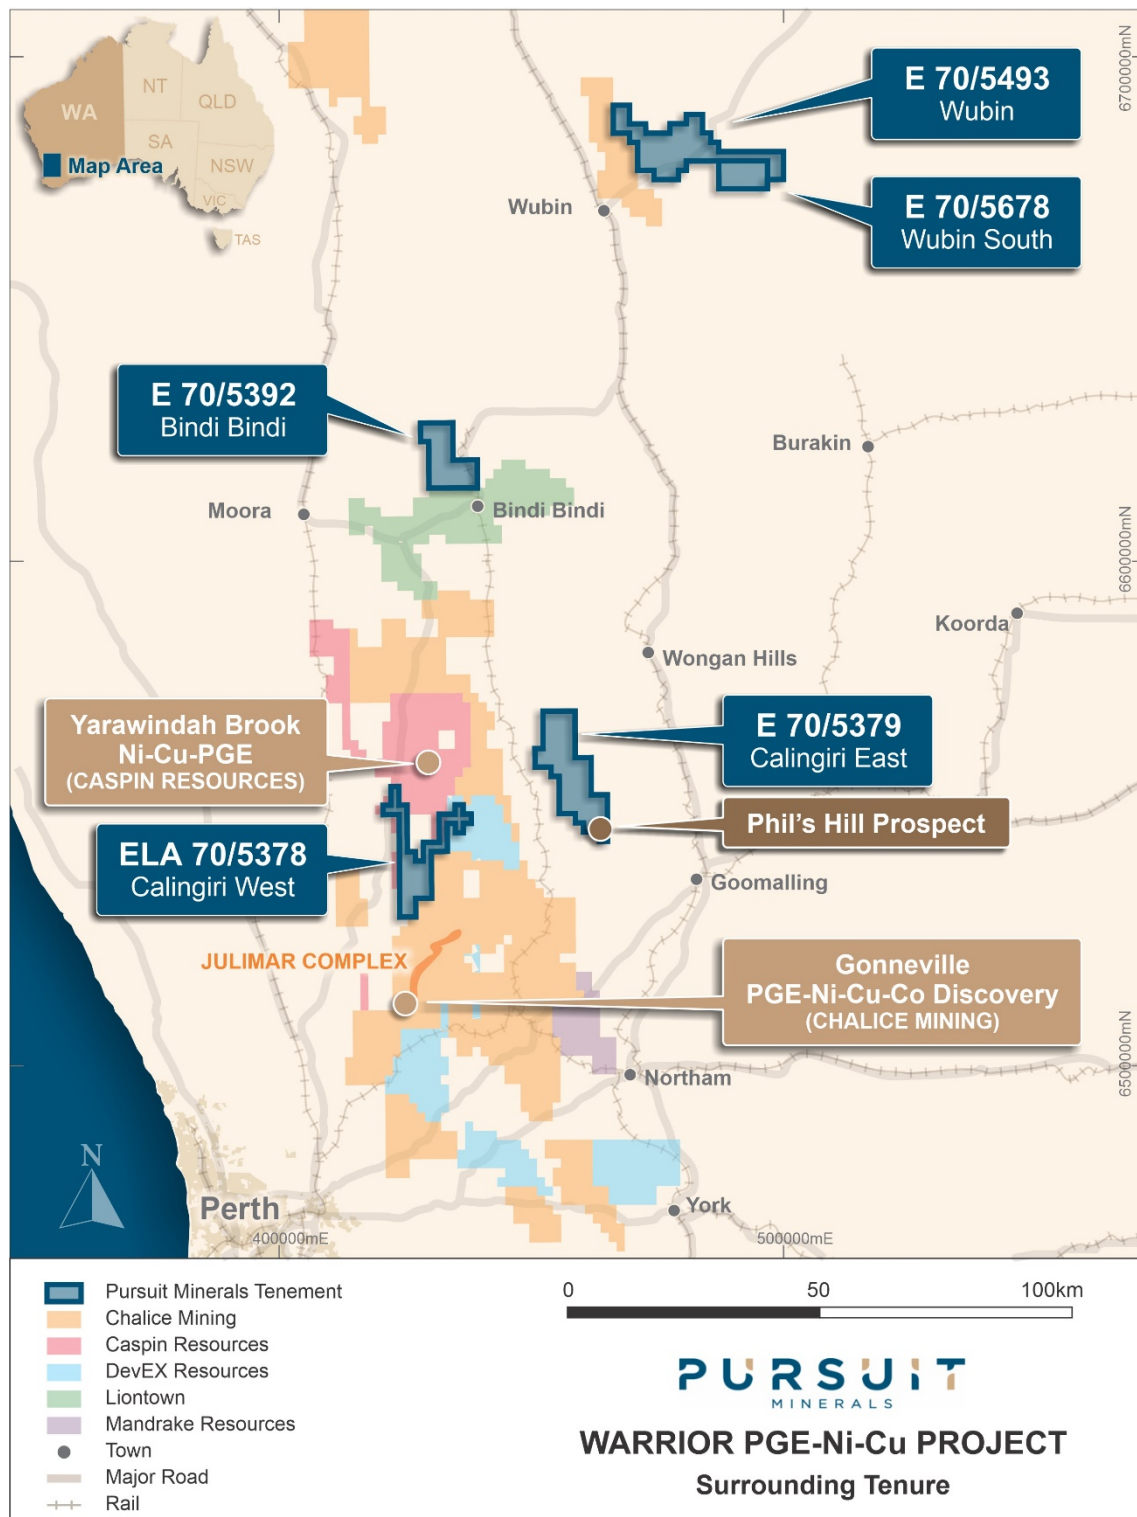 NT
WA
QLD
SA
NSW
VIC
TAS
Map Area
E 70/5493
Wubin
6700000mN
Wubin
E 70/5678
Wubin South
E 70/5392
Bindi Bindi
Burakin
Moora
Bindi Bindi
6600000mN
Koorda
Wongan Hills
Yarawindah Brook
Ni-Cu-PGE
(CASPIN RESOURCES)
E 70/5379
Calingiri East
Phil's Hill Prospect
ELA 70/5378
Calingiri West
Goomalling
JULIMAR COMPLEX
Gonneville
PGE-Ni-Cu-Co Discovery
(CHALICE MINING)
6500000mN
Northam
N
Perth
York
400000mE
500000mE
Pursuit Minerals Tenement
Chalice Mining
Caspin Resources
DevEX Resources
Liontown
Mandrake Resources
Town
Major Road
Rail
0 50 100km
PURSUIT
MINERALS
WARRIOR PGE-Ni-Cu PROJECT
Surrounding Tenure